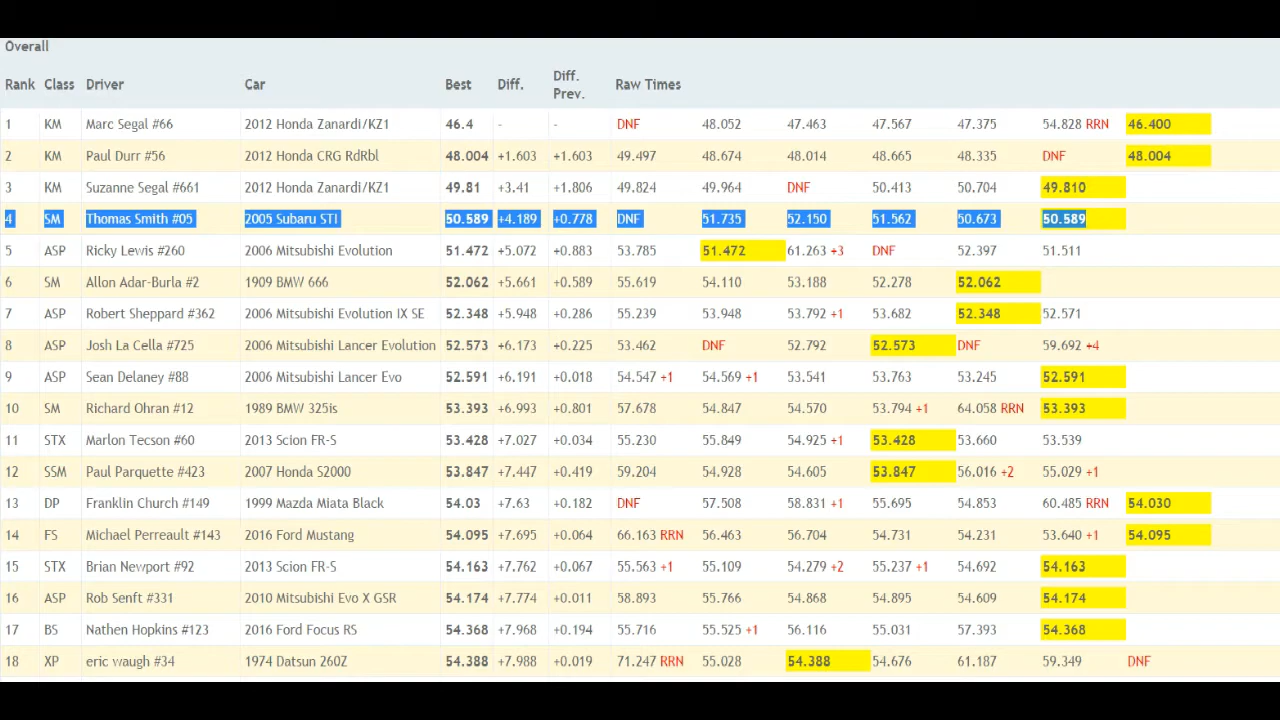 Overall
Rank Class Driver Car Best Diff. Diff. Prev. Raw Times
1 KM Marc Segal #66 2012 Honda Zanardi/KZ1 46.4 - - DNF 48.052 47.463 47.567 47.375 54.828 RRN 46.400
2 KM Paul Durr #56 2012 Honda CRG RdRbl 48.004 +1.603 +1.603 49.497 48.674 48.014 48.665 48.335 DNF 48.004
3 KM Suzanne Segal #661 2012 Honda Zanardi/KZ1 49.81 +3.41 +1.806 49.824 49.964 DNF 50.413 50.704 49.810
4 SM Thomas Smith #05 2005 Subaru STI 50.589 +4.189 +0.778 DNF 51.735 52.150 51.562 50.673 50.589
5 ASP Ricky Lewis #260 2006 Mitsubishi Evolution 51.472 +5.072 +0.883 53.785 51.472 61.263 +3 DNF 52.397 51.511
6 SM Allon Adar-Burla #2 1909 BMW 666 52.062 +5.661 +0.589 55.619 54.110 53.188 52.278 52.062
7 ASP Robert Sheppard #362 2006 Mitsubishi Evolution IX SE 52.348 +5.948 +0.286 55.239 53.948 53.792 +1 53.682 52.348 52.571
8 ASP Josh La Cella #725 2006 Mitsubishi Lancer Evolution 52.573 +6.173 +0.225 53.462 DNF 52.792 52.573 DNF 59.692 +4
9 ASP Sean Delaney #88 2006 Mitsubishi Lancer Evo 52.591 +6.191 +0.018 54.547 +1 54.569 +1 53.541 53.763 53.245 52.591
10 SM Richard Ohran #12 1989 BMW 325is 53.393 +6.993 +0.801 57.678 54.847 54.570 53.794 +1 64.058 RRN 53.393
11 STX Marlon Tecson #60 2013 Scion FR-S 53.428 +7.027 +0.034 55.230 55.849 54.925 +1 53.428 53.660 53.539
12 SSM Paul Parquette #423 2007 Honda S2000 53.847 +7.447 +0.419 59.204 54.928 54.605 53.847 56.016 +2 55.029 +1
13 DP Franklin Church #149 1999 Mazda Miata Black 54.03 +7.63 +0.182 DNF 57.508 58.831 +1 55.695 54.853 60.485 RRN 54.030
14 FS Michael Perreault #143 2016 Ford Mustang 54.095 +7.695 +0.064 66.163 RRN 56.463 56.704 54.731 54.231 53.640 +1 54.095
15 STX Brian Newport #92 2013 Scion FR-S 54.163 +7.762 +0.067 55.563 +1 55.109 54.279 +2 55.237 +1 54.692 54.163
16 ASP Rob Senft #331 2010 Mitsubishi Evo X GSR 54.174 +7.774 +0.011 58.893 55.766 54.868 54.895 54.609 54.174
17 BS Nathen Hopkins #123 2016 Ford Focus RS 54.368 +7.968 +0.194 55.716 55.525 +1 56.116 55.031 57.393 54.368
18 XP eric waugh #34 1974 Datsun 260Z 54.388 +7.988 +0.019 71.247 RRN 55.028 54.388 54.676 61.187 59.349 DNF